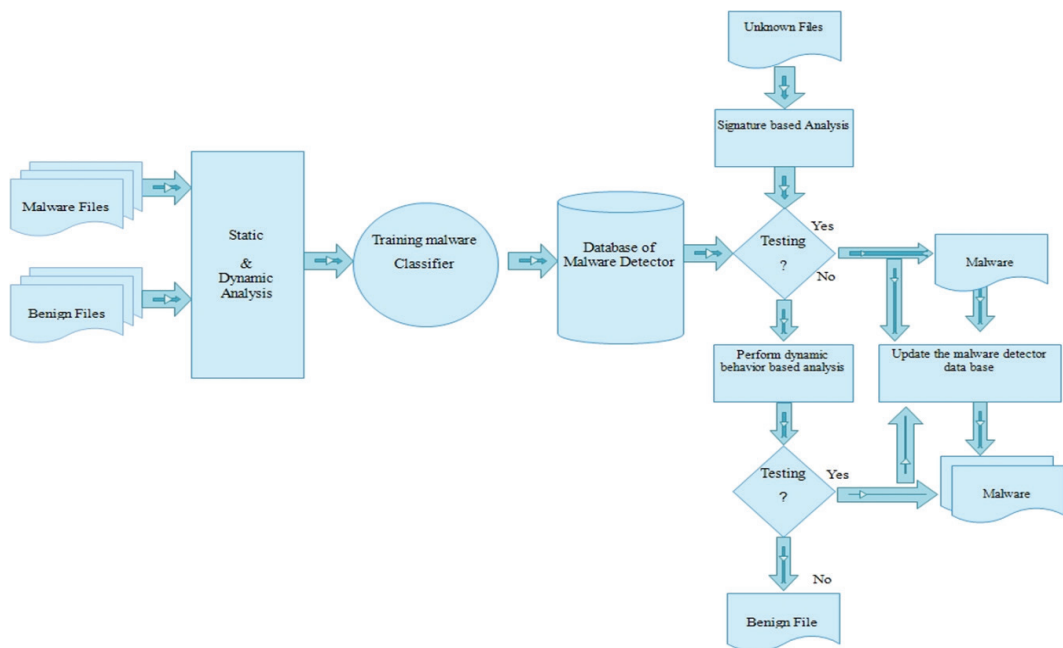 Unknown Files
Signature based Analysis
Malware Files
Benign Files
Static
&
Dynamic
Analysis
Training malware
Classifier
Database of
Malware Detector
Testing
?
Yes
No
Malware
Perform dynamic
behavior based analysis
Update the malware detector
data base
Testing
?
Yes
Malware
No
Benign File